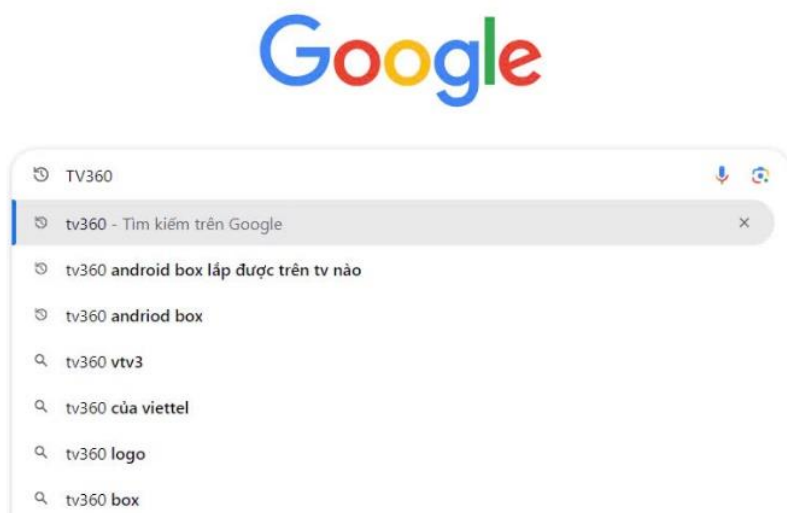 Google
TV360
tv360 - Tìm kiếm trên Google
tv360 android box lắp được trên tv nào
tv360 andriod box
tv360 vtv3
tv360 của viettel
tv360 logo
tv360 box